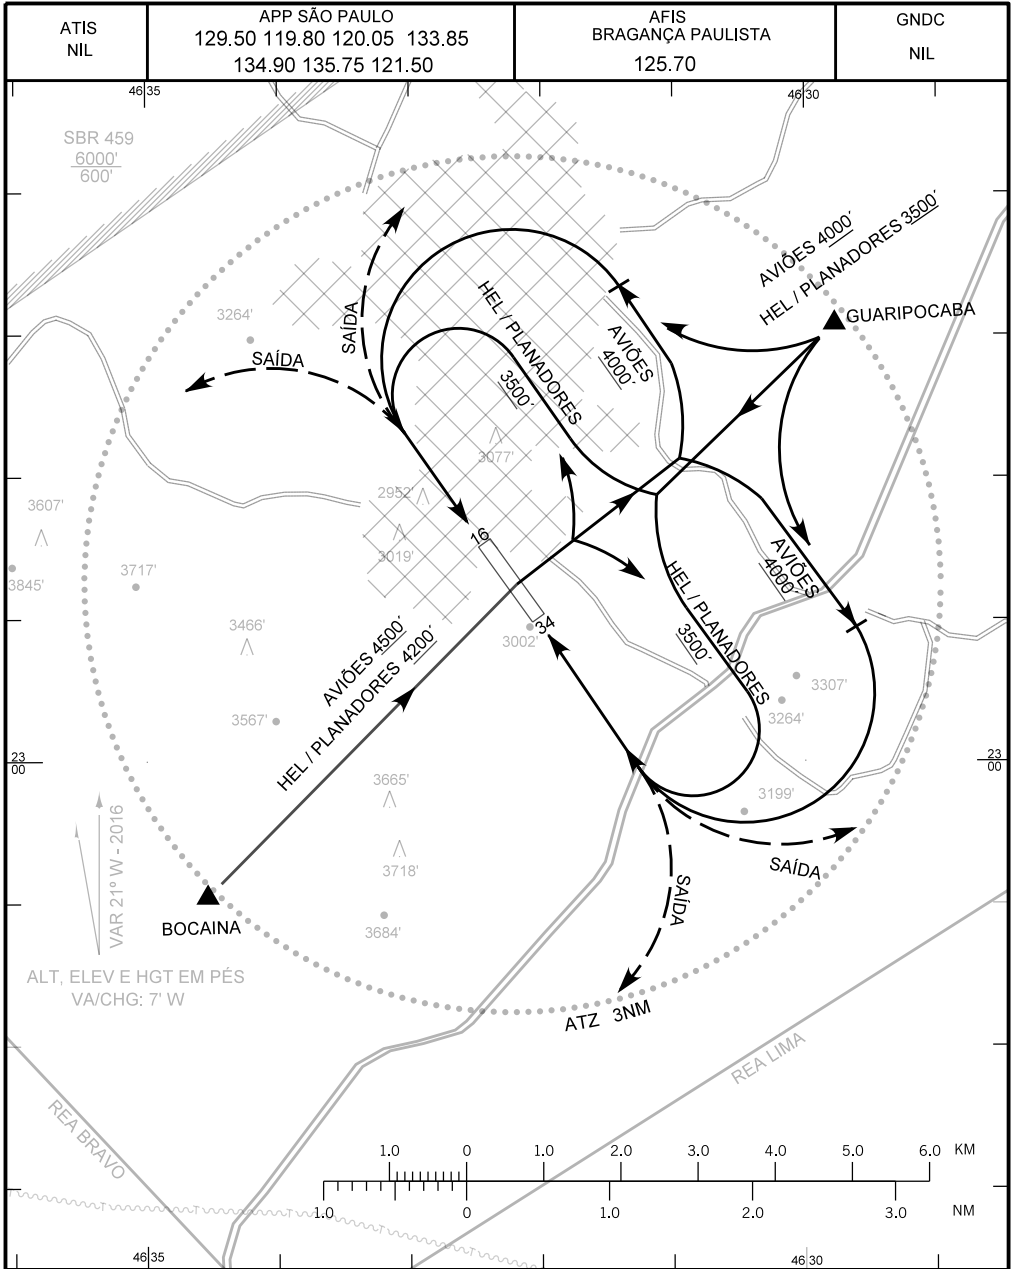 ATIS
NIL
APP SÃO PAULO
129.50 119.80 120.05 133.85
134.90 135.75 121.50
AFIS
BRAGANÇA PAULISTA
125.70
GNDC
NIL
46 35
46 30
SBR 459
6000'
600'
AVIÕES 4000'
HEL / PLANADORES 3500'
GUARIPOCABA
3264'
SAÍDA
SAÍDA
HEL / PLANADORES
3500'
AVIÕES
4000'
3077'
2952'
3019'
3607'
3845'
3717'
16
34
3002'
AVIÕES
4000'
HEL / PLANADORES
3500'
3466'
3567'
AVIÕES 4500'
HEL / PLANADORES 4200'
3307'
3264'
23
00
23
00
3665'
3718'
3684'
3199'
SAÍDA
SAÍDA
VAR 21º W - 2016
BOCAINA
ALT, ELEV E HGT EM PÉS
VA/CHG: 7' W
ATZ 3NM
REA LIMA
REA BRAVO
1.0 0 1.0 2.0 3.0 4.0 5.0 6.0 KM
1.0 0 1.0 2.0 3.0 NM
46 35
46 30